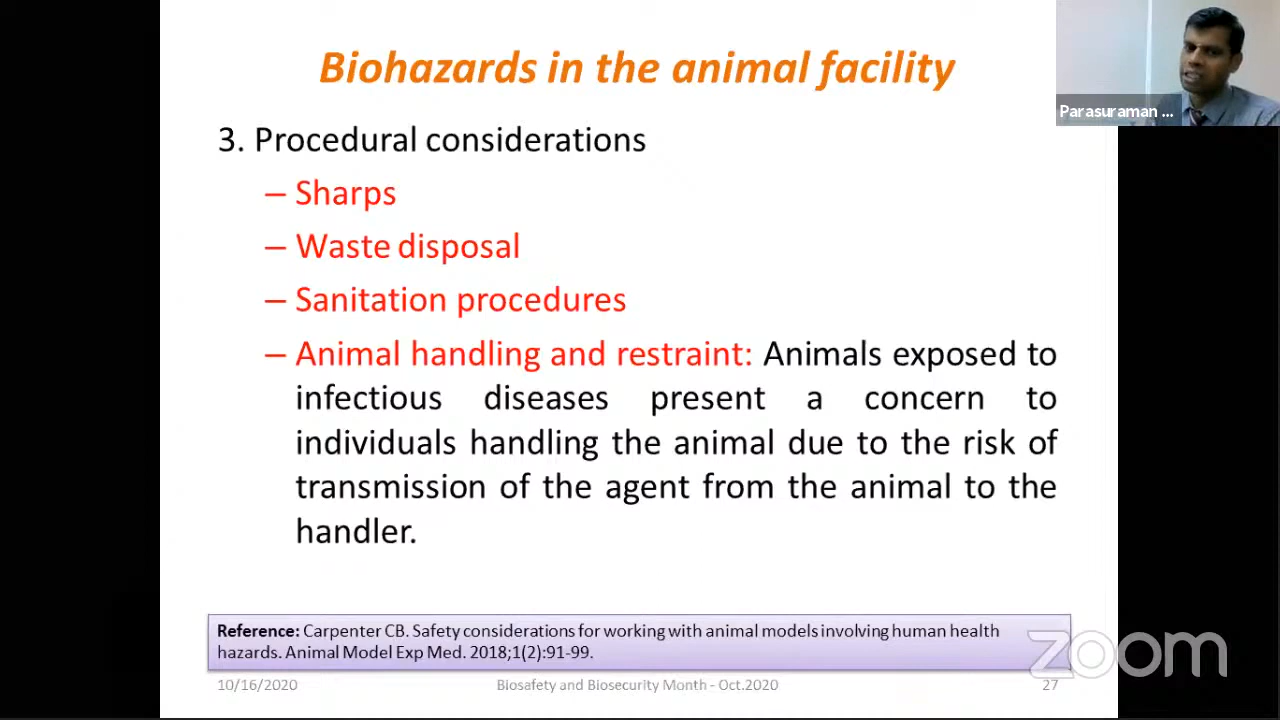 Biohazards in the animal facility
Parasuraman ...
3. Procedural considerations
– Sharps
– Waste disposal
– Sanitation procedures
– Animal handling and restraint: Animals exposed to
infectious diseases present a concern to
individuals handling the animal due to the risk of
transmission of the agent from the animal to the
handler.
Reference: Carpenter CB. Safety considerations for working with animal models involving human health
hazards. Animal Model Exp Med. 2018;1(2):91-99.
zoom
10/16/2020
Biosafety and Biosecurity Month - Oct.2020
27